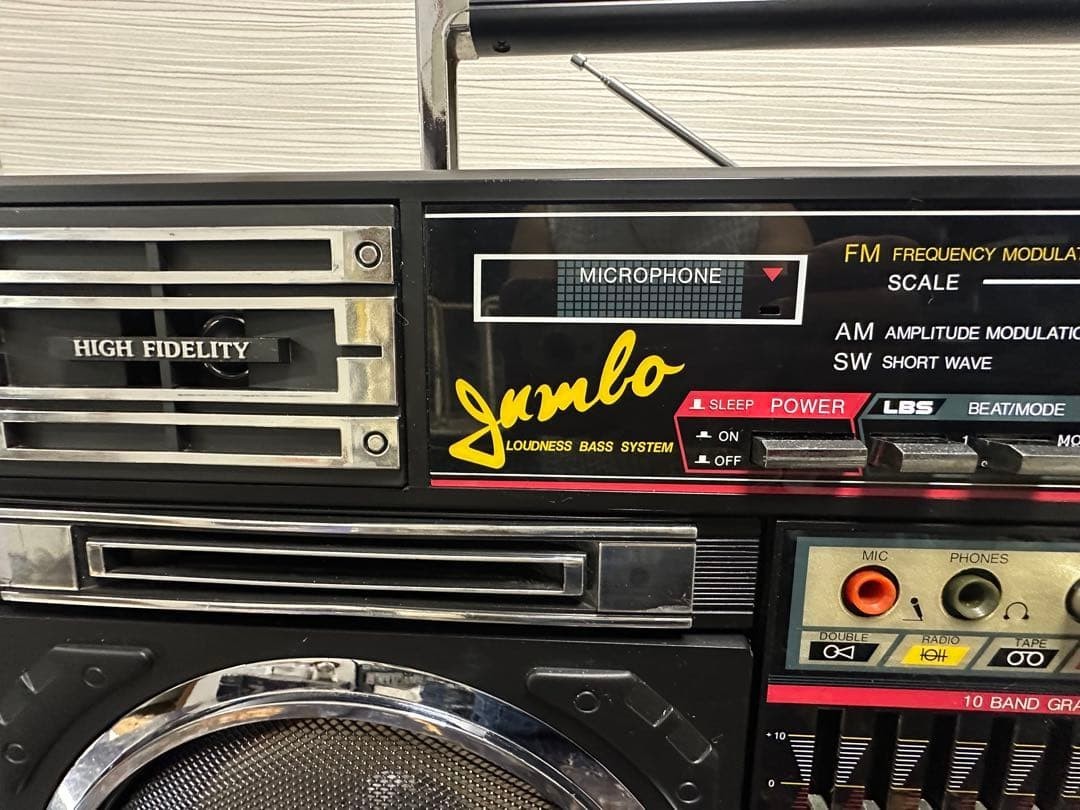 HIGH FIDELITY
MICROPHONE
FM FREQUENCY MODULAT
SCALE
AM AMPLITUDE MODULATIO
SW SHORT WAVE
Jumbo
LOUDNESS BASS SYSTEM
SLEEP POWER
ON
OFF
LBS
BEAT/MODE
1
MO
MIC
PHONES
DOUBLE
RADIO
TAPE
10 BAND GRA
+10
0